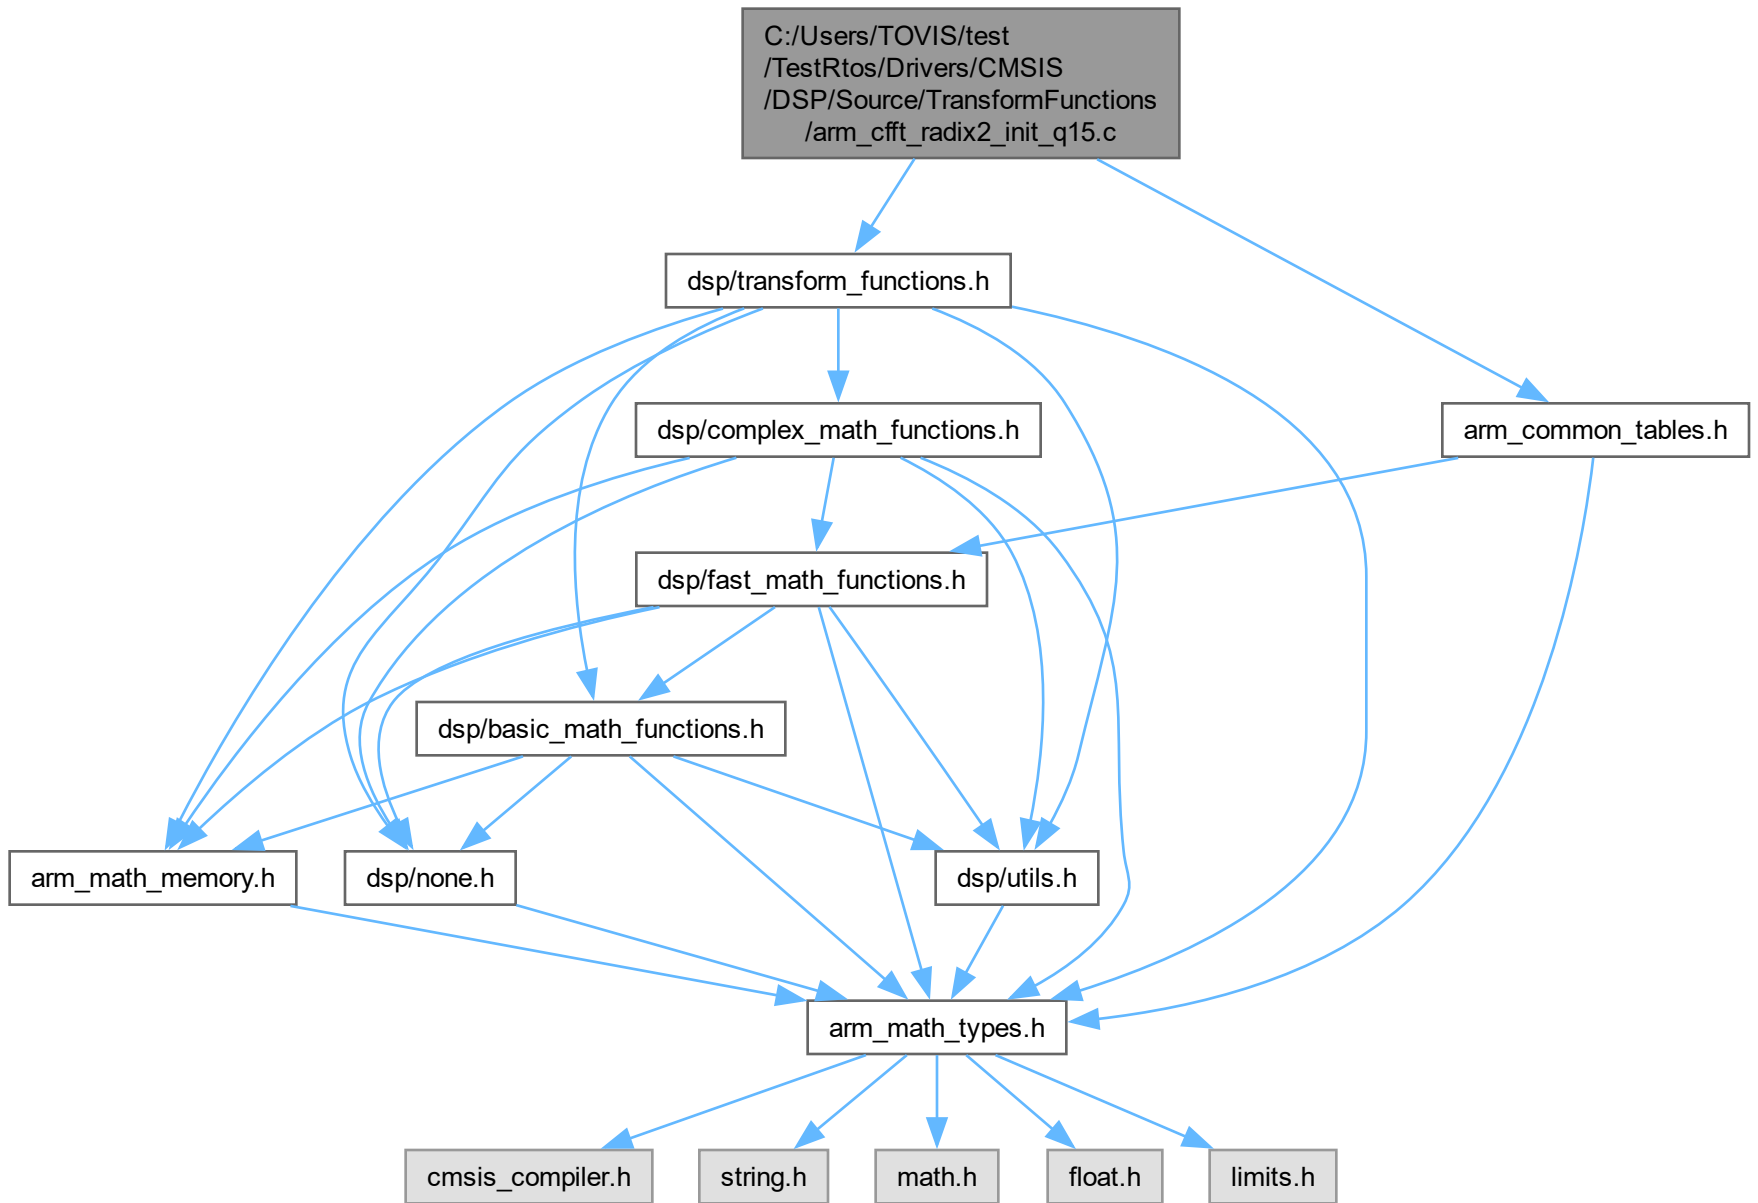 C:/Users/TOVIS/test
/TestRtos/Drivers/CMSIS
/DSP/Source/TransformFunctions
/arm_cfft_radix2_init_q15.c
dsp/transform_functions.h
dsp/complex_math_functions.h
arm_common_tables.h
dsp/fast_math_functions.h
dsp/basic_math_functions.h
arm_math_memory.h
dsp/none.h
dsp/utils.h
arm_math_types.h
cmsis_compiler.h
string.h
math.h
float.h
limits.h